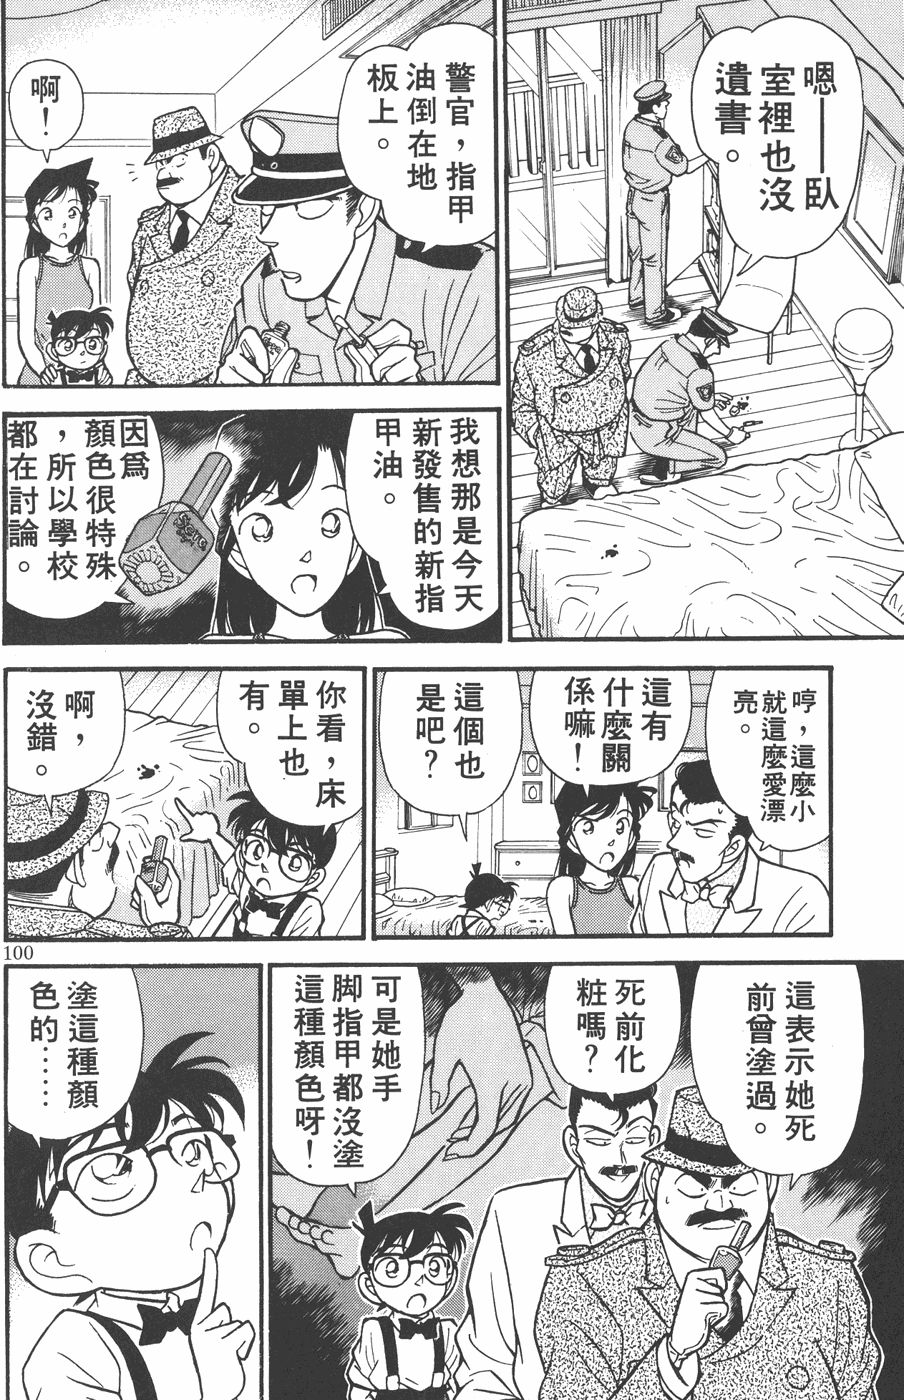 嗯——臥
室裡也沒
遺書。
警官，指甲
油倒在地
板上。
啊！
我想那是今天
新發售的新指
甲油。
因為
顏色很特殊
，所以學校
都在討論。
哼，這麼小
就這麼愛漂
亮。
這有
什麼關
係嘛！
這個也
是吧？
你看，床
單上也
有。
啊，
沒錯。
100
這表示她死
前曾塗過。
死前化
粧嗎？
可是她手
腳指甲都沒塗
這種顏色呀！
塗這種顏
色的……